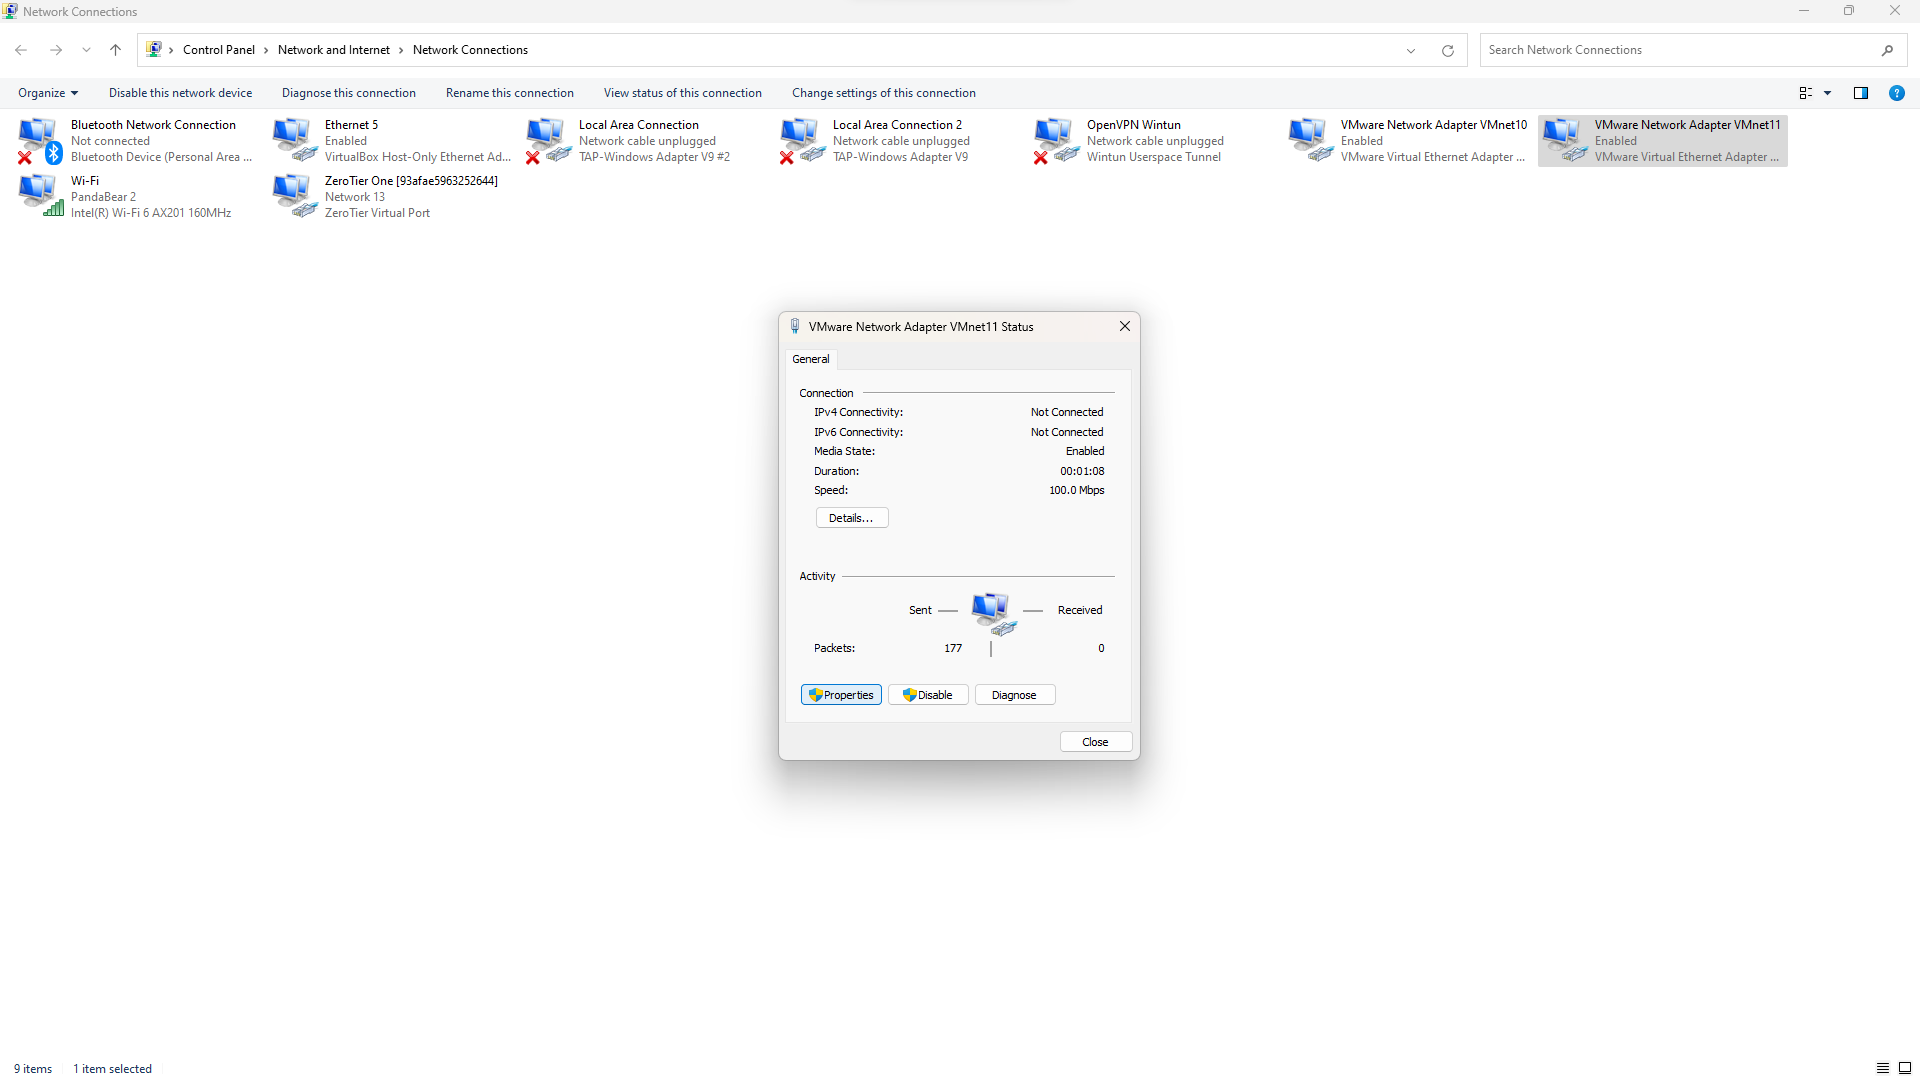 Network Connections
Control Panel > Network and Internet > Network Connections
Search Network Connections
Organize
Disable this network device
Diagnose this connection
Rename this connection
View status of this connection
Change settings of this connection
Bluetooth Network Connection
Not connected
Bluetooth Device (Personal Area ...
Ethernet 5
Enabled
VirtualBox Host-Only Ethernet Ad...
Local Area Connection
Network cable unplugged
TAP-Windows Adapter V9 #2
Local Area Connection 2
Network cable unplugged
TAP-Windows Adapter V9
OpenVPN Wintun
Network cable unplugged
Wintun Userspace Tunnel
VMware Network Adapter VMnet10
Enabled
VMware Virtual Ethernet Adapter ...
VMware Network Adapter VMnet11
Enabled
VMware Virtual Ethernet Adapter ...
Wi-Fi
PandaBear 2
Intel(R) Wi-Fi 6 AX201 160MHz
ZeroTier One [93afae5963252644]
Network 13
ZeroTier Virtual Port
VMware Network Adapter VMnet11 Status
General
Connection
IPv4 Connectivity: Not Connected
IPv6 Connectivity: Not Connected
Media State: Enabled
Duration: 00:01:08
Speed: 100.0 Mbps
Details...
Activity
Sent — Received
Packets: 177 | 0
Properties
Disable
Diagnose
Close
9 items
1 item selected